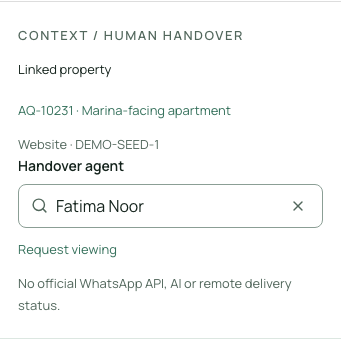 CONTEXT / HUMAN HANDOVER
Linked property
AQ-10231 · Marina-facing apartment
Website · DEMO-SEED-1
Handover agent
Fatima Noor
Request viewing
No official WhatsApp API, AI or remote delivery
status.